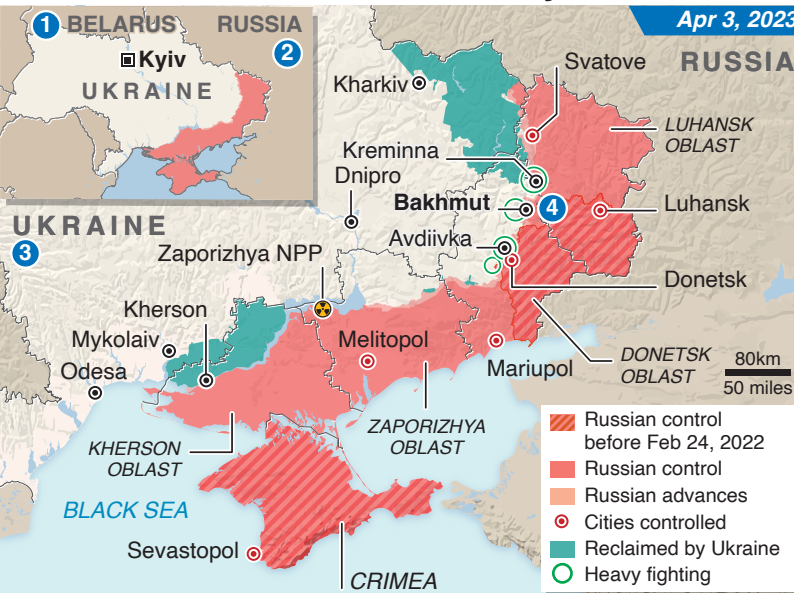 Apr 3, 2023
1 BELARUS
RUSSIA
2
Kyiv
UKRAINE
RUSSIA
Svatove
Kharkiv
LUHANSK
OBLAST
Kreminna
Dnipro
Bakhmut
4
Luhansk
UKRAINE
3
Avdiivka
Zaporizhya NPP
Donetsk
Kherson
Mykolaiv
Melitopol
Odesa
Mariupol
DONETSK
OBLAST
80km
50 miles
KHERSON
OBLAST
ZAPORIZHYA
OBLAST
BLACK SEA
Sevastopol
CRIMEA
Russian control
before Feb 24, 2022
Russian control
Russian advances
Cities controlled
Reclaimed by Ukraine
Heavy fighting